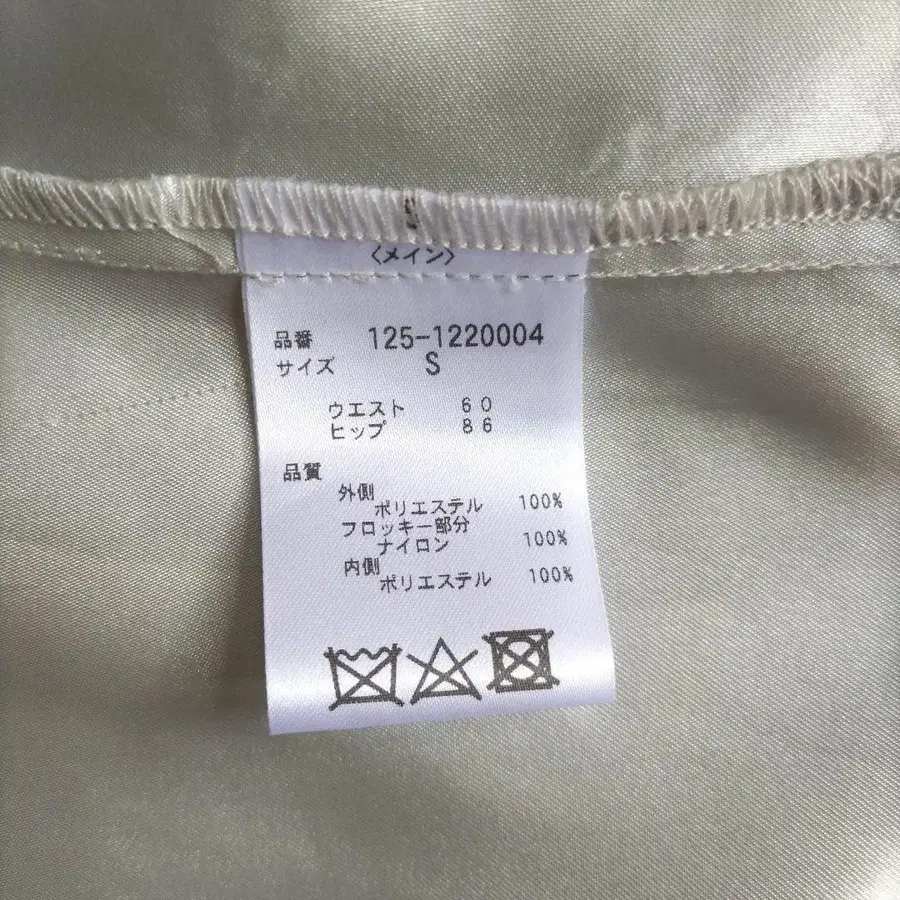 〈メイン〉
品番 125-1220004
サイズ S
ウエスト 60
ヒップ 86
品質
外側
ポリエステル 100%
フロッキー部分
ナイロン 100%
内側
ポリエステル 100%